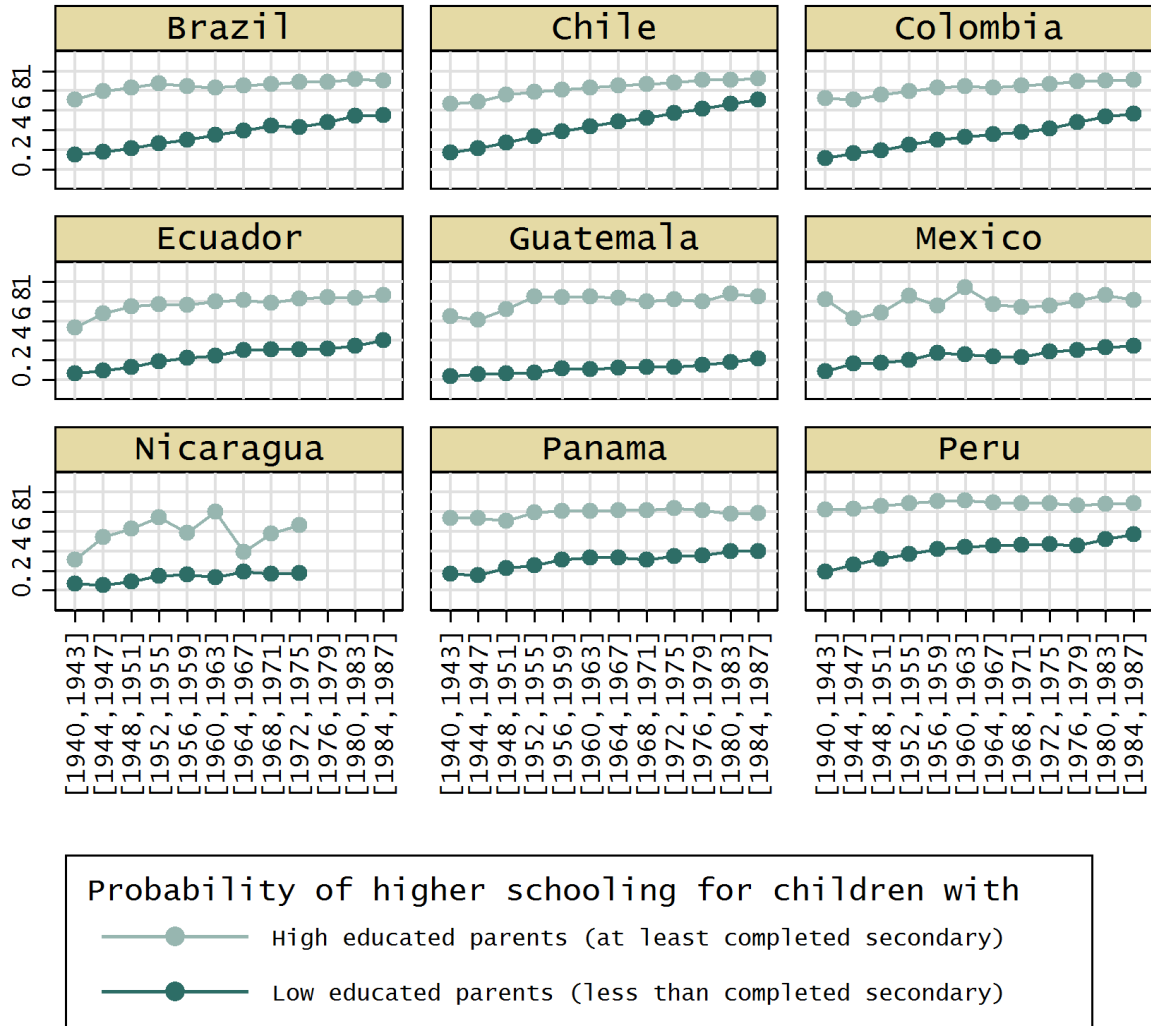 Brazil
Chile
Colombia
0 .2 .4 .6 .8 1
Ecuador
Guatemala
Mexico
0 .2 .4 .6 .8 1
Nicaragua
Panama
Peru
0 .2 .4 .6 .8 1
[1940,1943]
[1944,1947]
[1948,1951]
[1952,1955]
[1956,1959]
[1960,1963]
[1964,1967]
[1968,1971]
[1972,1975]
[1976,1979]
[1980,1983]
[1984,1987]
[1940,1943]
[1944,1947]
[1948,1951]
[1952,1955]
[1956,1959]
[1960,1963]
[1964,1967]
[1968,1971]
[1972,1975]
[1976,1979]
[1980,1983]
[1984,1987]
[1940,1943]
[1944,1947]
[1948,1951]
[1952,1955]
[1956,1959]
[1960,1963]
[1964,1967]
[1968,1971]
[1972,1975]
[1976,1979]
[1980,1983]
[1984,1987]
Probability of higher schooling for children with
High educated parents (at least completed secondary)
Low educated parents (less than completed secondary)